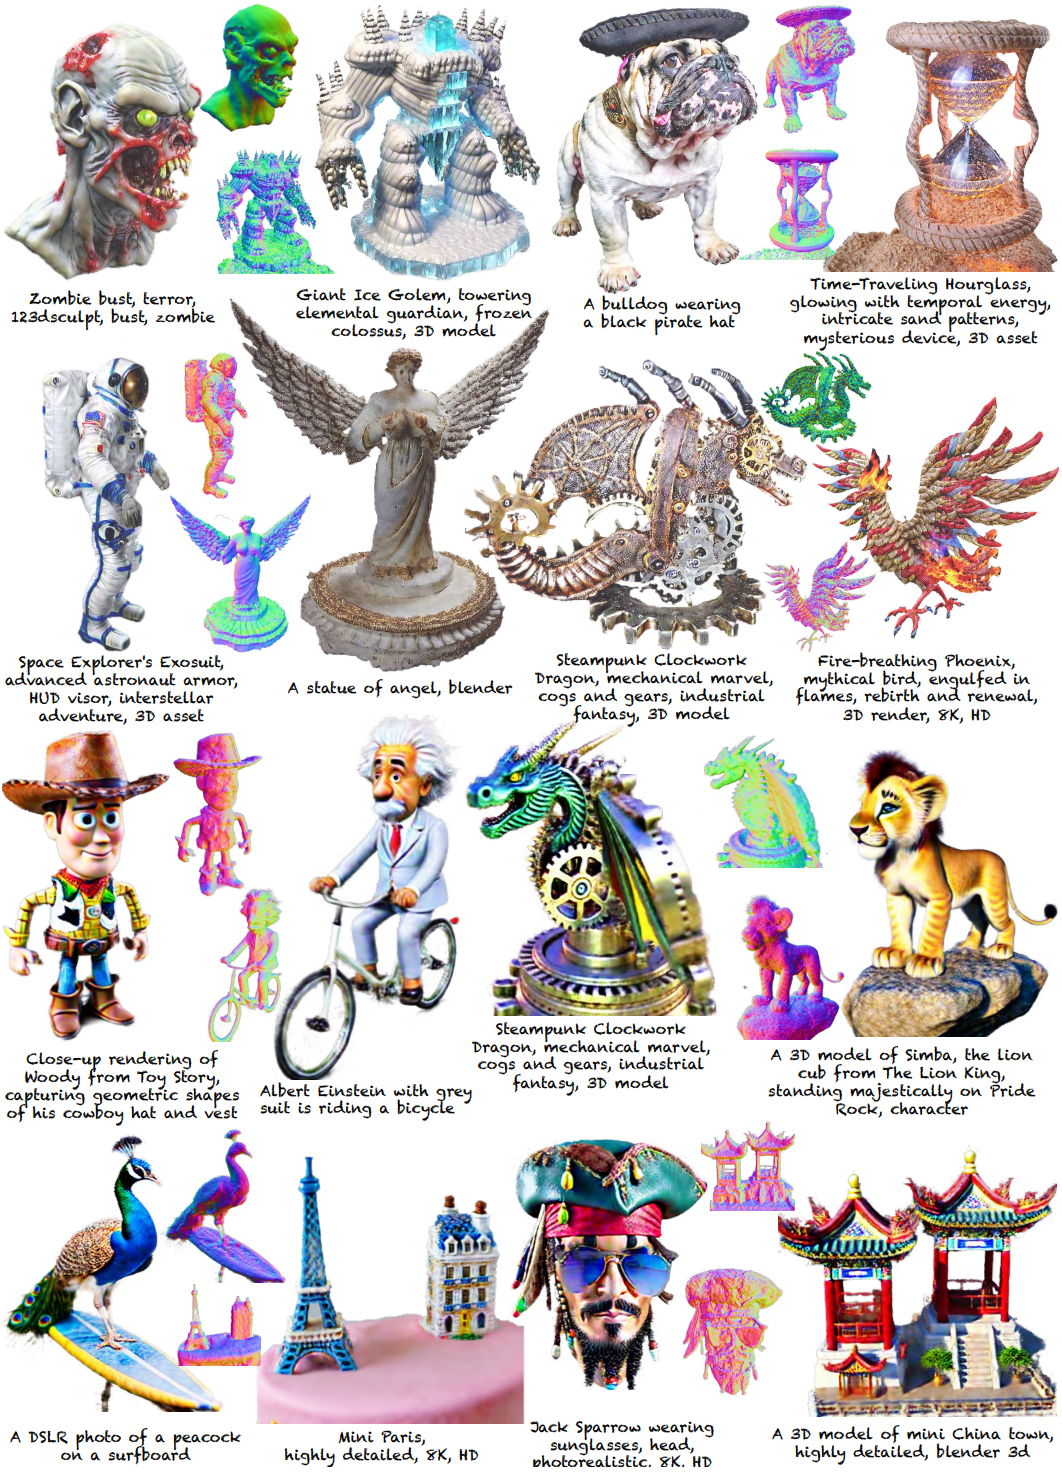 Zombie bust, terror,
123dsculpt, bust, zombie
Giant Ice Golem, towering
elemental guardian, frozen
colossus, 3D model
A bulldog wearing
a black pirate hat
Time-Traveling Hourglass,
glowing with temporal energy,
intricate sand patterns,
mysterious device, 3D asset
Space Explorer's Exosuit,
advanced astronaut armor,
HUD visor, interstellar
adventure, 3D asset
A statue of angel, blender
Steampunk Clockwork
Dragon, mechanical marvel,
cogs and gears, industrial
fantasy, 3D model
Fire-breathing Phoenix,
mythical bird, engulfed in
flames, rebirth and renewal,
3D render, 8K, HD
Close-up rendering of
Woody from Toy Story,
capturing geometric shapes
of his cowboy hat and vest
Albert Einstein with grey
suit is riding a bicycle
Steampunk Clockwork
Dragon, mechanical marvel,
cogs and gears, industrial
fantasy, 3D model
A 3D model of Simba, the lion
cub from The Lion King,
standing majestically on Pride
Rock, character
A DSLR photo of a peacock
on a surfboard
Mini Paris,
highly detailed, 8K, HD
Jack Sparrow wearing
sunglasses, head,
photorealistic, 8K, HD
A 3D model of mini China town,
highly detailed, blender 3d